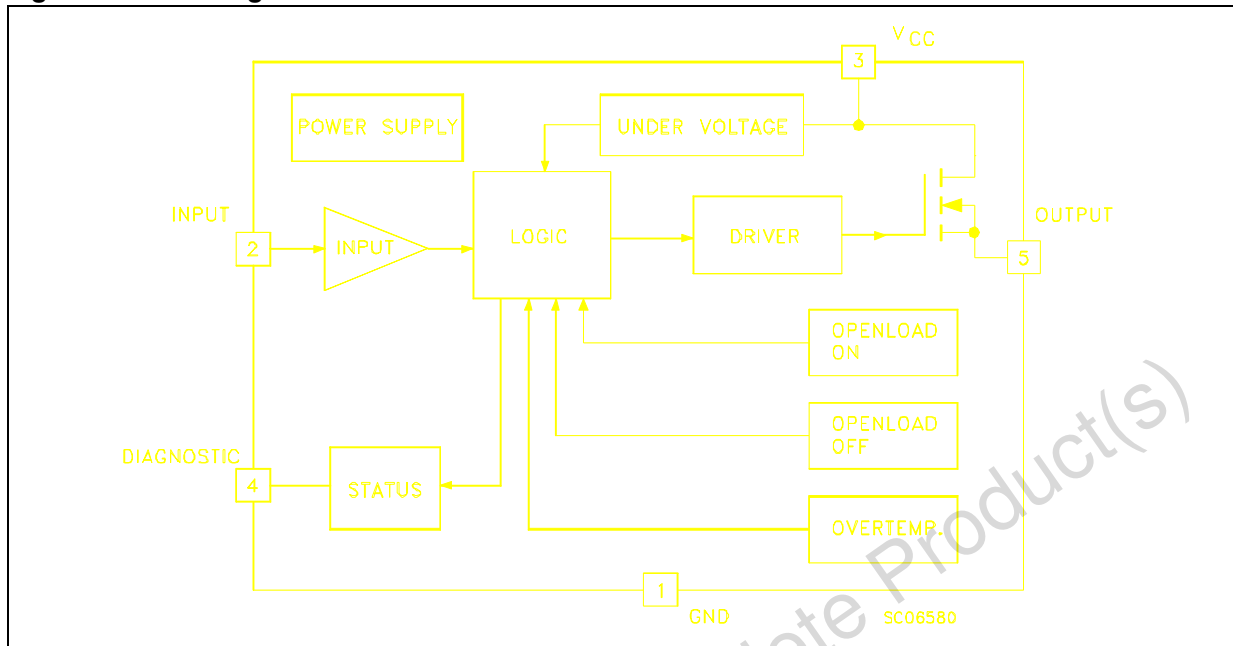 V CC
3
POWER SUPPLY
UNDER VOLTAGE
INPUT
2
INPUT
LOGIC
DRIVER
OUTPUT
5
OPENLOAD
ON
OPENLOAD
OFF
DIAGNOSTIC
4
STATUS
OVERTEMP.
1
GND
SC06580
Product(s)